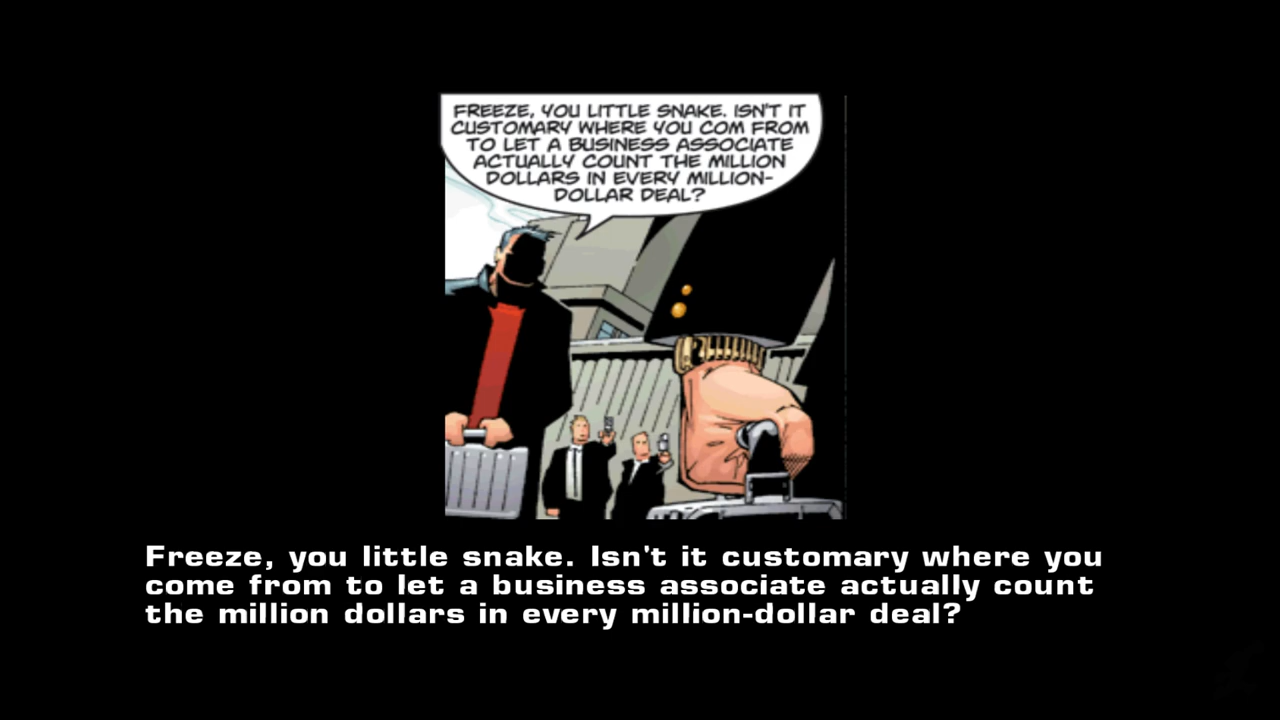 FREEZE, YOU LITTLE SNAKE. ISN'T IT
CUSTOMARY WHERE YOU COM FROM
TO LET A BUSINESS ASSOCIATE
ACTUALLY COUNT THE MILLION
DOLLARS IN EVERY MILLION-
DOLLAR DEAL?
Freeze, you little snake. Isn't it customary where you
come from to let a business associate actually count
the million dollars in every million-dollar deal?